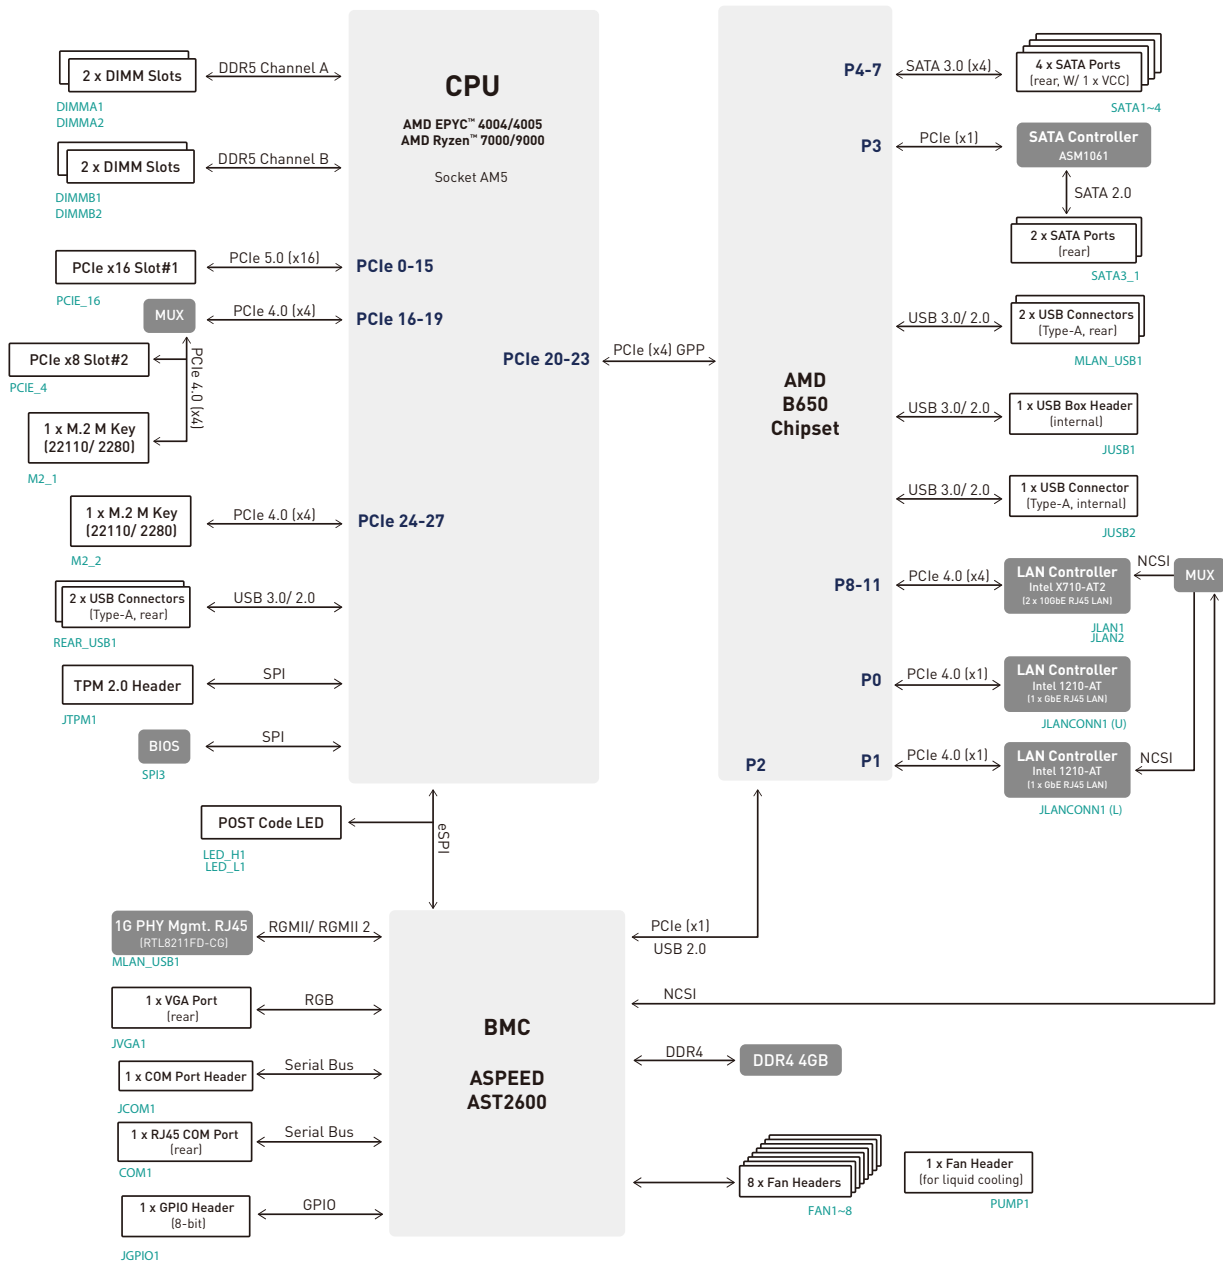 2 x DIMM Slots
DDR5 Channel A
DIMMA1
DIMMA2
2 x DIMM Slots
DDR5 Channel B
DIMMB1
DIMMB2
CPU
AMD EPYC™ 4004/4005
AMD Ryzen™ 7000/9000
Socket AM5
PCIe x16 Slot#1
PCIe 5.0 (x16)
PCIe 0-15
PCIE_16
MUX
PCIe 4.0 (x4)
PCIe 16-19
PCIe x8 Slot#2
PCIE_4
PCIe 4.0 (x4)
1 x M.2 M Key
(22110/ 2280)
M2_1
PCIe 20-23
PCIe (x4) GPP
1 x M.2 M Key
(22110/ 2280)
M2_2
PCIe 4.0 (x4)
PCIe 24-27
2 x USB Connectors
(Type-A, rear)
REAR_USB1
USB 3.0/ 2.0
TPM 2.0 Header
JTPM1
SPI
BIOS
SPI3
SPI
POST Code LED
LED_H1
LED_L1
eSPI
AMD
B650
Chipset
P4-7
SATA 3.0 (x4)
4 x SATA Ports
(rear, W/ 1 x VCC)
SATA1~4
P3
PCIe (x1)
SATA Controller
ASM1061
SATA 2.0
2 x SATA Ports
(rear)
SATA3_1
USB 3.0/ 2.0
2 x USB Connectors
(Type-A, rear)
MLAN_USB1
USB 3.0/ 2.0
1 x USB Box Header
(internal)
JUSB1
USB 3.0/ 2.0
1 x USB Connector
(Type-A, internal)
JUSB2
P8-11
PCIe 4.0 (x4)
LAN Controller
Intel X710-AT2
(2 x 10GbE RJ45 LAN)
JLAN1
JLAN2
NCSI
MUX
P0
PCIe 4.0 (x1)
LAN Controller
Intel 1210-AT
(1 x GbE RJ45 LAN)
JLANCONN1 (U)
P2
P1
PCIe 4.0 (x1)
LAN Controller
Intel 1210-AT
(1 x GbE RJ45 LAN)
JLANCONN1 (L)
NCSI
1G PHY Mgmt. RJ45
(RTL8211FD-CG)
MLAN_USB1
RGMII/ RGMII 2
1 x VGA Port
(rear)
JVGA1
RGB
1 x COM Port Header
JCOM1
Serial Bus
1 x RJ45 COM Port
(rear)
COM1
Serial Bus
1 x GPIO Header
(8-bit)
JGPIO1
GPIO
BMC
ASPEED
AST2600
PCIe (x1)
USB 2.0
NCSI
DDR4
DDR4 4GB
8 x Fan Headers
FAN1~8
1 x Fan Header
(for liquid cooling)
PUMP1